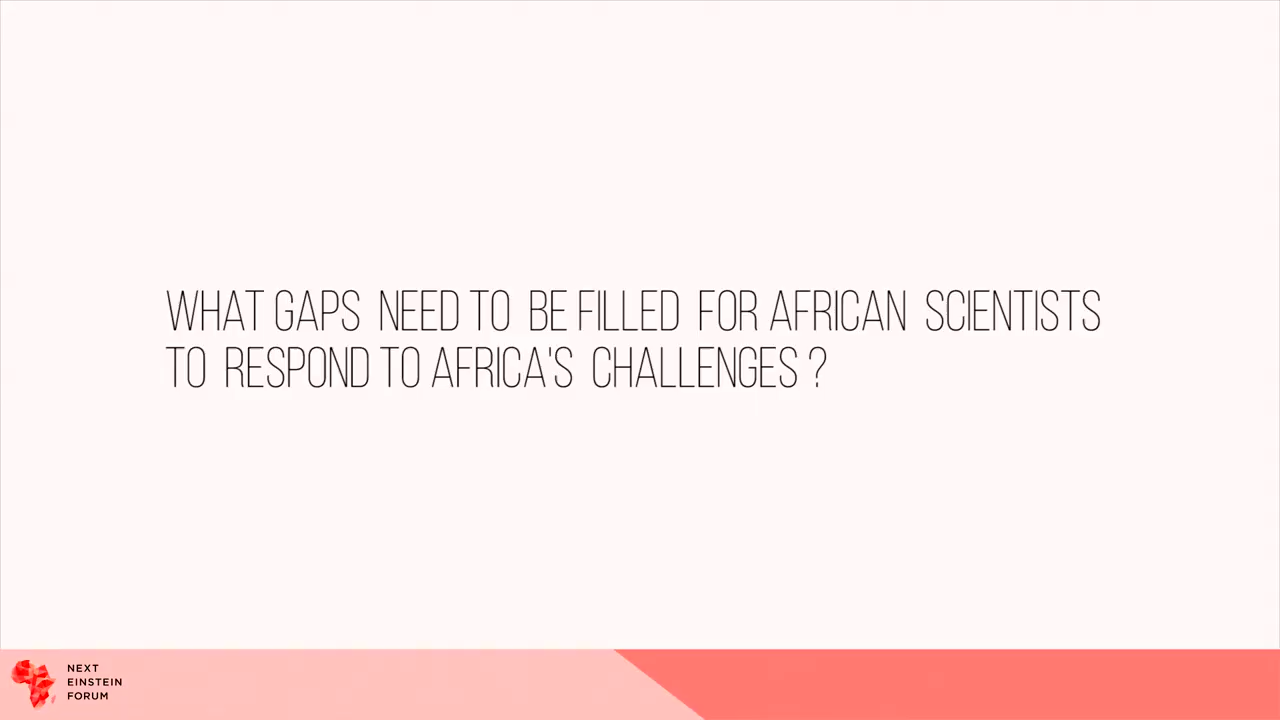 WHAT GAPS NEED TO BE FILLED FOR AFRICAN SCIENTISTS
TO RESPOND TO AFRICA'S CHALLENGES ?
NEXT
EINSTEIN
FORUM